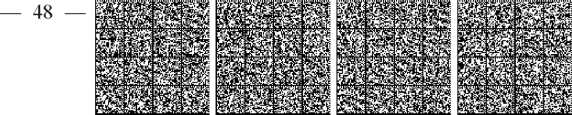 — 48 —